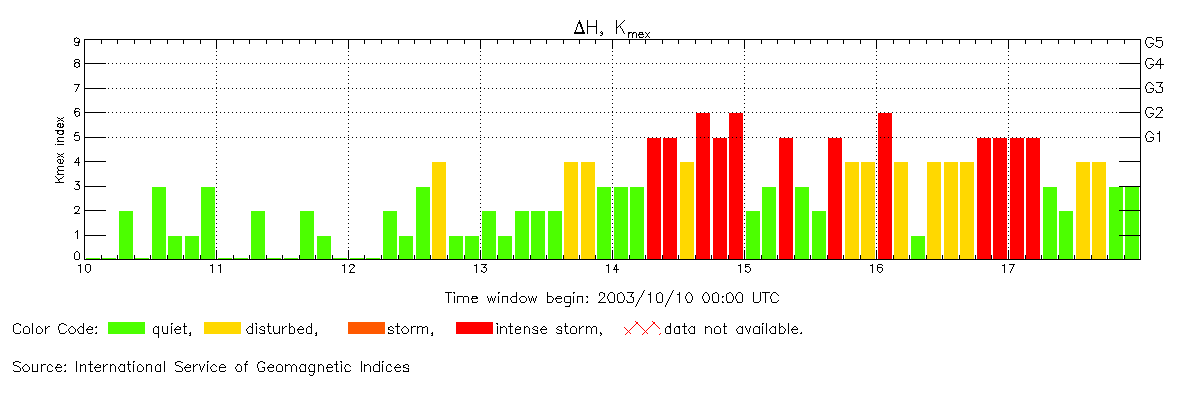 ΔH, Kmex
9
8
7
6
5
4
3
2
1
0
Kmex index
G5
G4
G3
G2
G1
10 11 12 13 14 15 16 17
Time window begin: 2003/10/10 00:00 UTC
Color Code: quiet, disturbed, storm, intense storm, data not available.
Source: International Service of Geomagnetic Indices